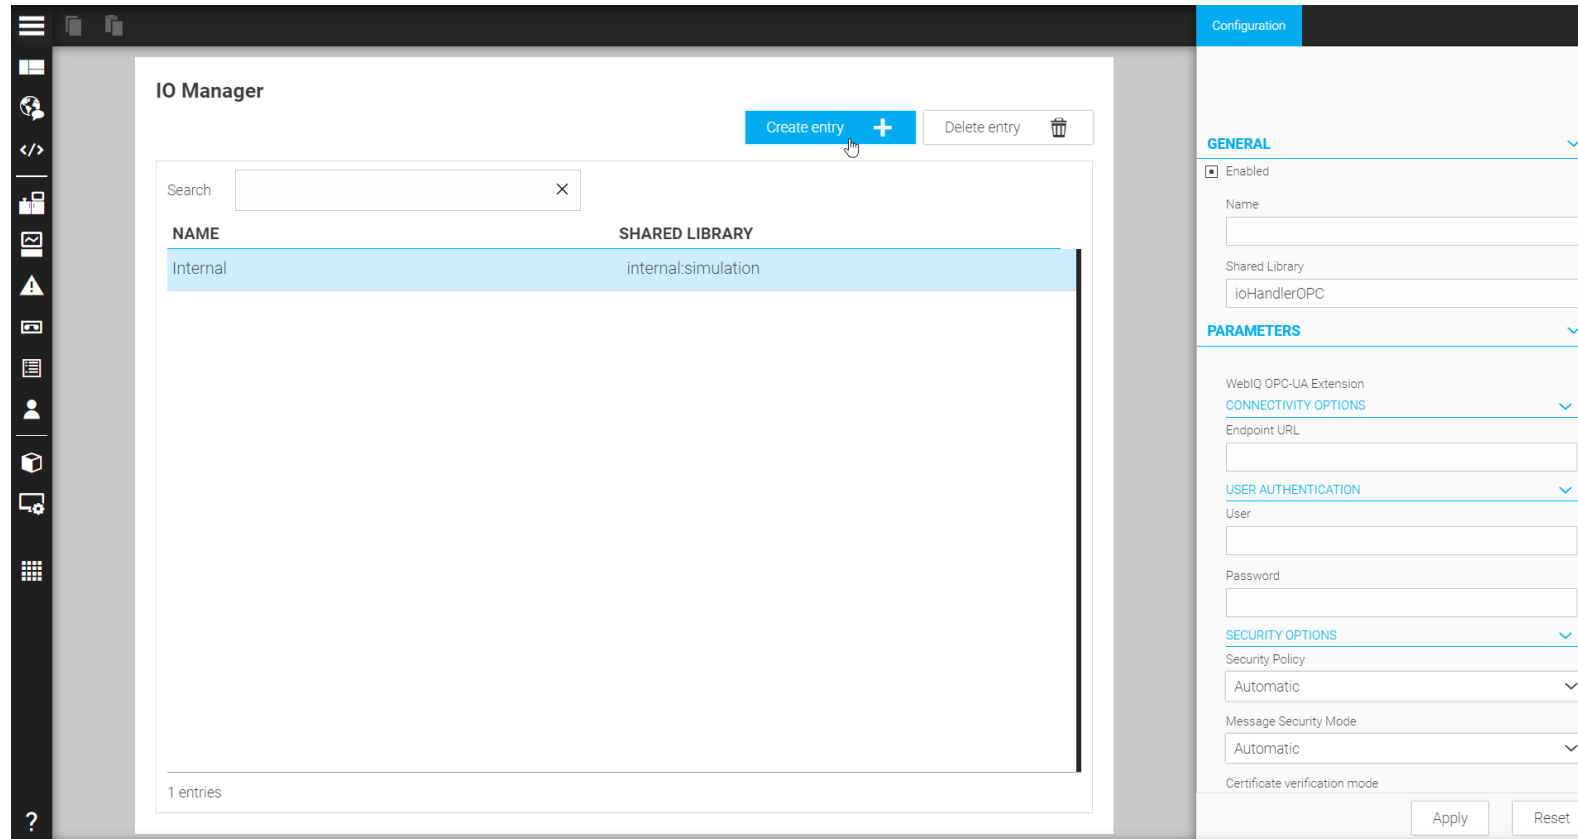 Configuration
IO Manager
Create entry
Delete entry
Search
NAME SHARED LIBRARY
Internal internal:simulation
1 entries
GENERAL
Enabled
Name
Shared Library
ioHandlerOPC
PARAMETERS
WebIQ OPC-UA Extension
CONNECTIVITY OPTIONS
Endpoint URL
USER AUTHENTICATION
User
Password
SECURITY OPTIONS
Security Policy
Automatic
Message Security Mode
Automatic
Certificate verification mode
Apply Reset
?